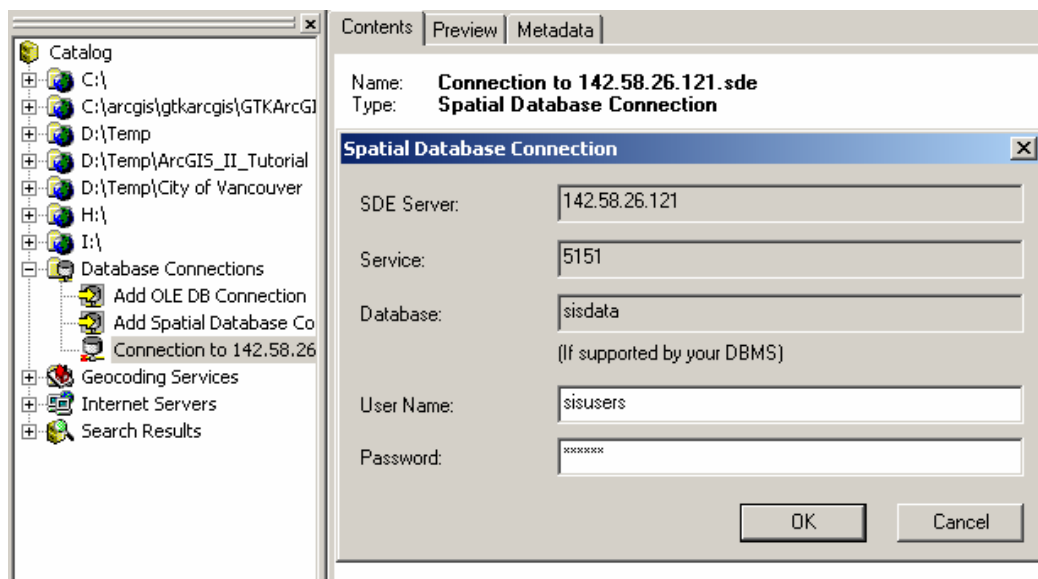 Catalog
C:\
C:\arcgis\gtkarcgis\GTKArcGI
D:\Temp
D:\Temp\ArcGIS_II_Tutorial
D:\Temp\City of Vancouver
H:\
I:\
Database Connections
Add OLE DB Connection
Add Spatial Database Co
Connection to 142.58.26
Geocoding Services
Internet Servers
Search Results
Contents Preview Metadata
Name: Connection to 142.58.26.121.sde
Type: Spatial Database Connection
Spatial Database Connection
SDE Server: 142.58.26.121
Service: 5151
Database: sisdata
(If supported by your DBMS)
User Name: sisusers
Password: ××××××
OK Cancel